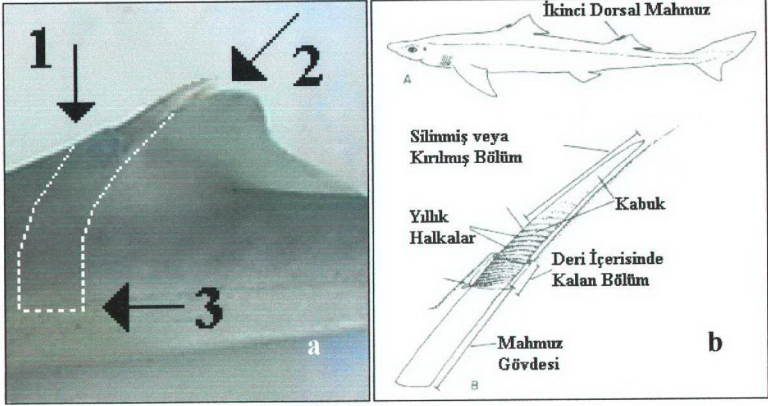 1
2
3
a
İkinci Dorsal Mahmuz
A
Silinmiş veya
Kırılmış Bölüm
Kabuk
Yıllık
Halkalar
Deri İçerisinde
Kalan Bölüm
Mahmuz
Gövdesi
B
b